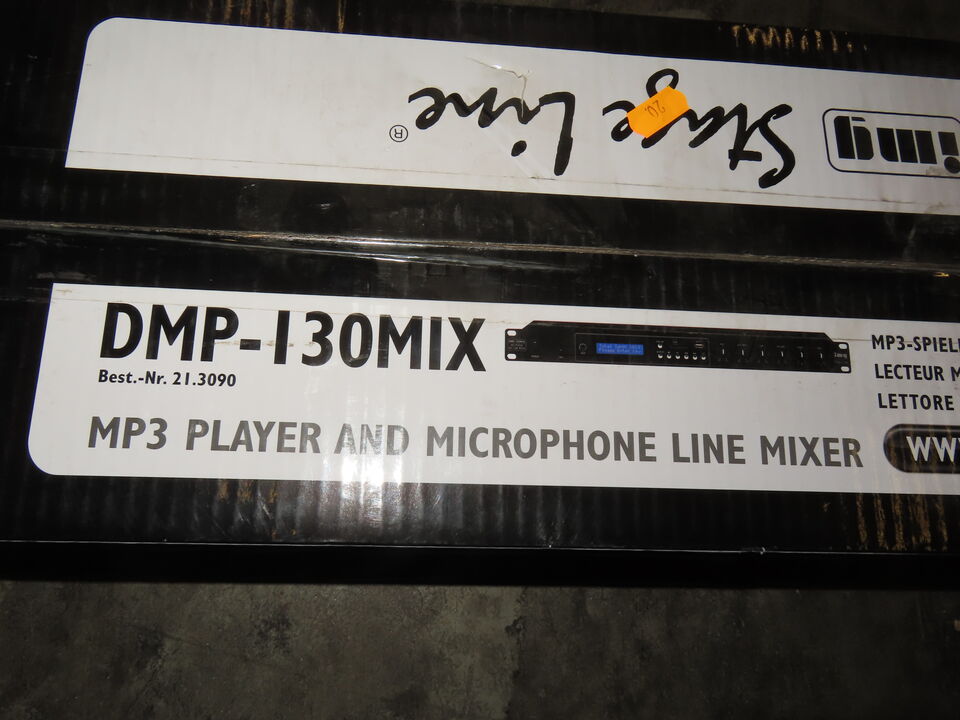 img
Stage Line®
20.
DMP-130MIX
Best.-Nr. 21.3090
MP3 PLAYER AND MICROPHONE LINE MIXER
MP3-SPIEL
LECTEUR M
LETTORE
WW